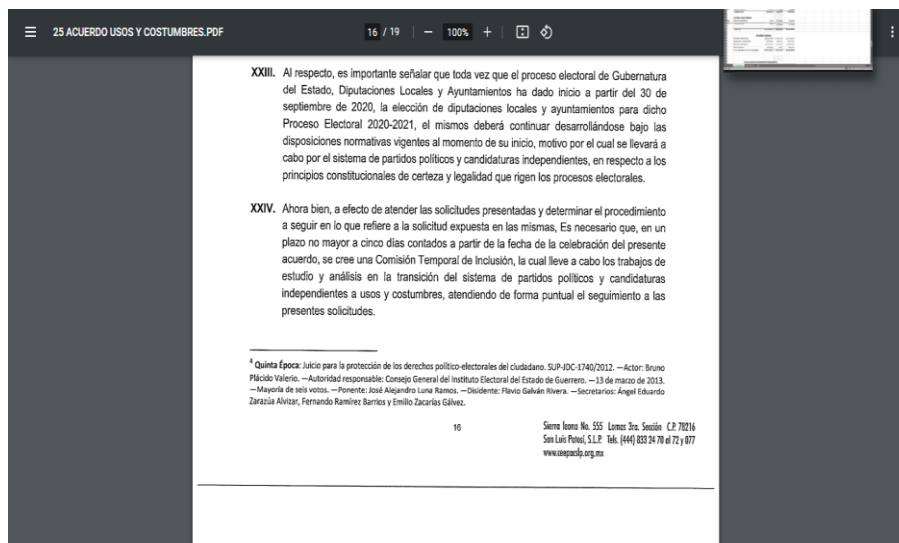 25 ACUERDO USOS Y COSTUMBRES.PDF
16 / 19
100%
XXIII. Al respecto, es importante señalar que toda vez que el proceso electoral de Gubernatura
del Estado, Diputaciones Locales y Ayuntamientos ha dado inicio a partir del 30 de
septiembre de 2020, la elección de diputaciones locales y ayuntamientos para dicho
Proceso Electoral 2020-2021, el mismos deberá continuar desarrollándose bajo las
disposiciones normativas vigentes al momento de su inicio, motivo por el cual se llevará a
cabo por el sistema de partidos políticos y candidaturas independientes, en respecto a los
principios constitucionales de certeza y legalidad que rigen los procesos electorales.
XXIV. Ahora bien, a efecto de atender las solicitudes presentadas y determinar el procedimiento
a seguir en lo que refiere a la solicitud expuesta en las mismas, Es necesario que, en un
plazo no mayor a cinco días contados a partir de la fecha de la celebración del presente
acuerdo, se cree una Comisión Temporal de Inclusión, la cual lleve a cabo los trabajos de
estudio y análisis en la transición del sistema de partidos políticos y candidaturas
independientes a usos y costumbres, atendiendo de forma puntual el seguimiento a las
presentes solicitudes.
4 Quinta Época: Juicio para la protección de los derechos político-electorales del ciudadano. SUP-JDC-1740/2012. —Actor: Bruno
Plácido Valerio. —Autoridad responsable: Consejo General del Instituto Electoral del Estado de Guerrero. —13 de marzo de 2013.
—Mayoría de seis votos. —Ponente: José Alejandro Luna Ramos. —Disidente: Flavio Galván Rivera. —Secretarios: Ángel Eduardo
Zarazúa Alvizar, Fernando Ramírez Barrios y Emilio Zacarías Gálvez.
16
Sierra leona No. 555 Lomas 3ra. Sección C.P. 78216
San Luis Potosí, S.L.P. Tels. (444) 833 24 70 al 72 y 077
www.ceepacslp.org.mx